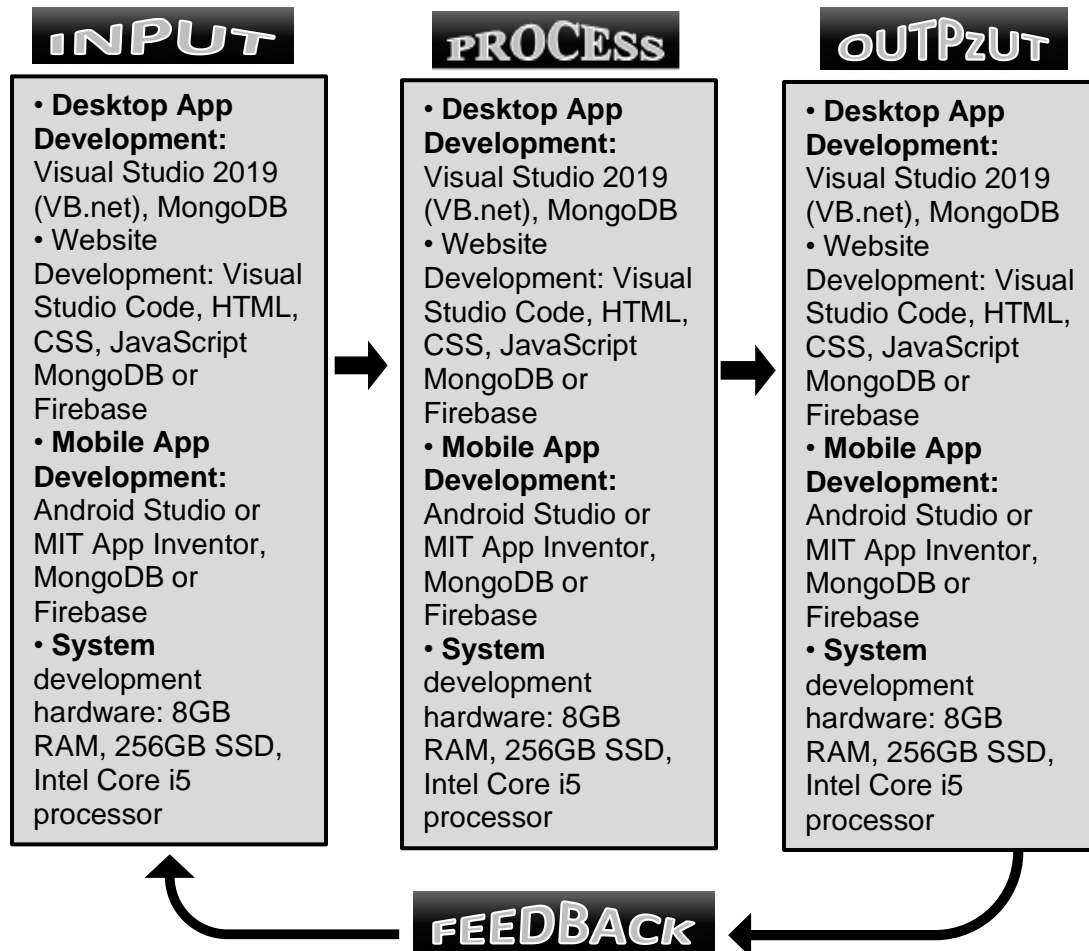 INPUT
• Desktop App
Development:
Visual Studio 2019
(VB.net), MongoDB
• Website
Development: Visual
Studio Code, HTML,
CSS, JavaScript
MongoDB or
Firebase
• Mobile App
Development:
Android Studio or
MIT App Inventor,
MongoDB or
Firebase
• System
development
hardware: 8GB
RAM, 256GB SSD,
Intel Core i5
processor
PROCESS
• Desktop App
Development:
Visual Studio 2019
(VB.net), MongoDB
• Website
Development: Visual
Studio Code, HTML,
CSS, JavaScript
MongoDB or
Firebase
• Mobile App
Development:
Android Studio or
MIT App Inventor,
MongoDB or
Firebase
• System
development
hardware: 8GB
RAM, 256GB SSD,
Intel Core i5
processor
OUTPzUT
• Desktop App
Development:
Visual Studio 2019
(VB.net), MongoDB
• Website
Development: Visual
Studio Code, HTML,
CSS, JavaScript
MongoDB or
Firebase
• Mobile App
Development:
Android Studio or
MIT App Inventor,
MongoDB or
Firebase
• System
development
hardware: 8GB
RAM, 256GB SSD,
Intel Core i5
processor
FEEDBACK